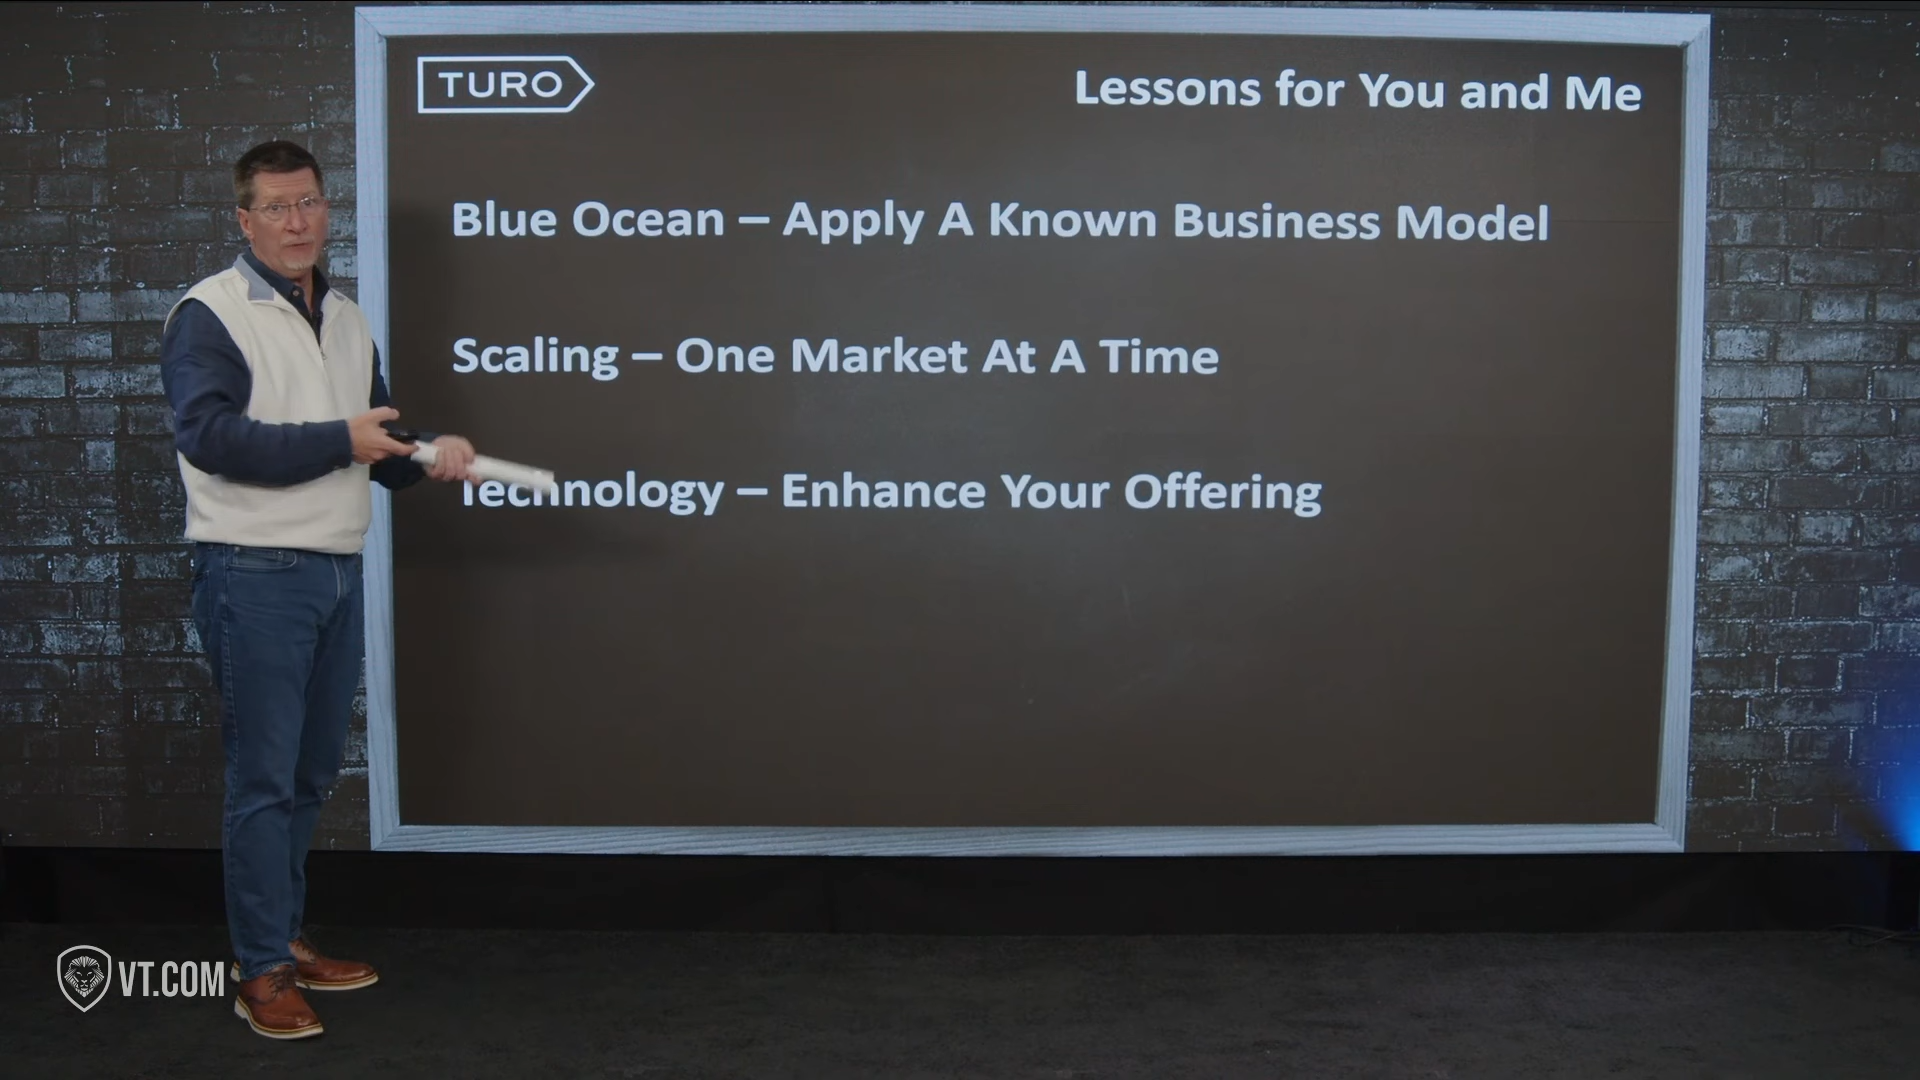 TURO
Lessons for You and Me
Blue Ocean – Apply A Known Business Model
Scaling – One Market At A Time
Technology – Enhance Your Offering
VT.COM